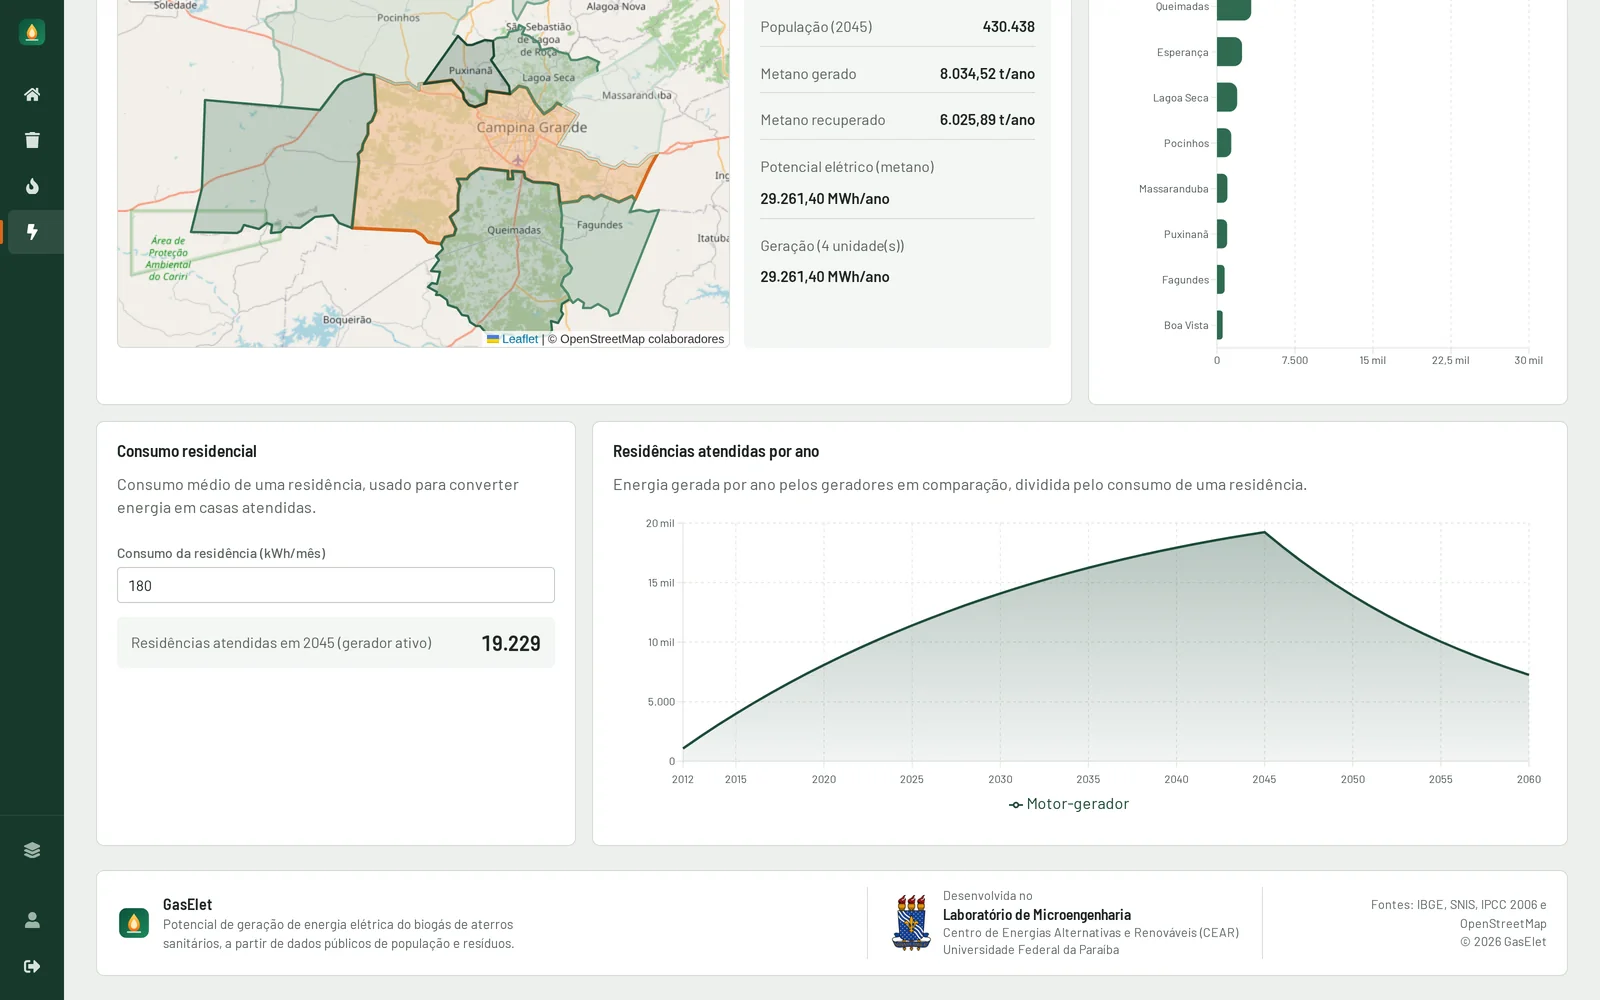 Soledade
Pocinhos
Alagoa Nova
São Sebastião
de Lagoa
de Roça
Puxinanã
Lagoa Seca
Massaranduba
Campina Grande
Queimadas
Fagundes
Itatuba
Área de
Proteção
Ambiental
do Cariri
Boqueirão
Leaflet | © OpenStreetMap colaboradores
População (2045) 430.438
Metano gerado 8.034,52 t/ano
Metano recuperado 6.025,89 t/ano
Potencial elétrico (metano)
29.261,40 MWh/ano
Geração (4 unidade(s))
29.261,40 MWh/ano
Queimadas
Esperança
Lagoa Seca
Pocinhos
Massaranduba
Puxinanã
Fagundes
Boa Vista
0 7.500 15 mil 22,5 mil 30 mil
Consumo residencial
Consumo médio de uma residência, usado para converter
energia em casas atendidas.
Consumo da residência (kWh/mês)
180
Residências atendidas em 2045 (gerador ativo) 19.229
Residências atendidas por ano
Energia gerada por ano pelos geradores em comparação, dividida pelo consumo de uma residência.
20 mil
15 mil
10 mil
5.000
0
2012 2015 2020 2025 2030 2035 2040 2045 2050 2055 2060
Motor-gerador
GasElet
Potencial de geração de energia elétrica do biogás de aterros
sanitários, a partir de dados públicos de população e resíduos.
Desenvolvida no
Laboratório de Microengenharia
Centro de Energias Alternativas e Renováveis (CEAR)
Universidade Federal da Paraíba
Fontes: IBGE, SNIS, IPCC 2006 e
OpenStreetMap
© 2026 GasElet